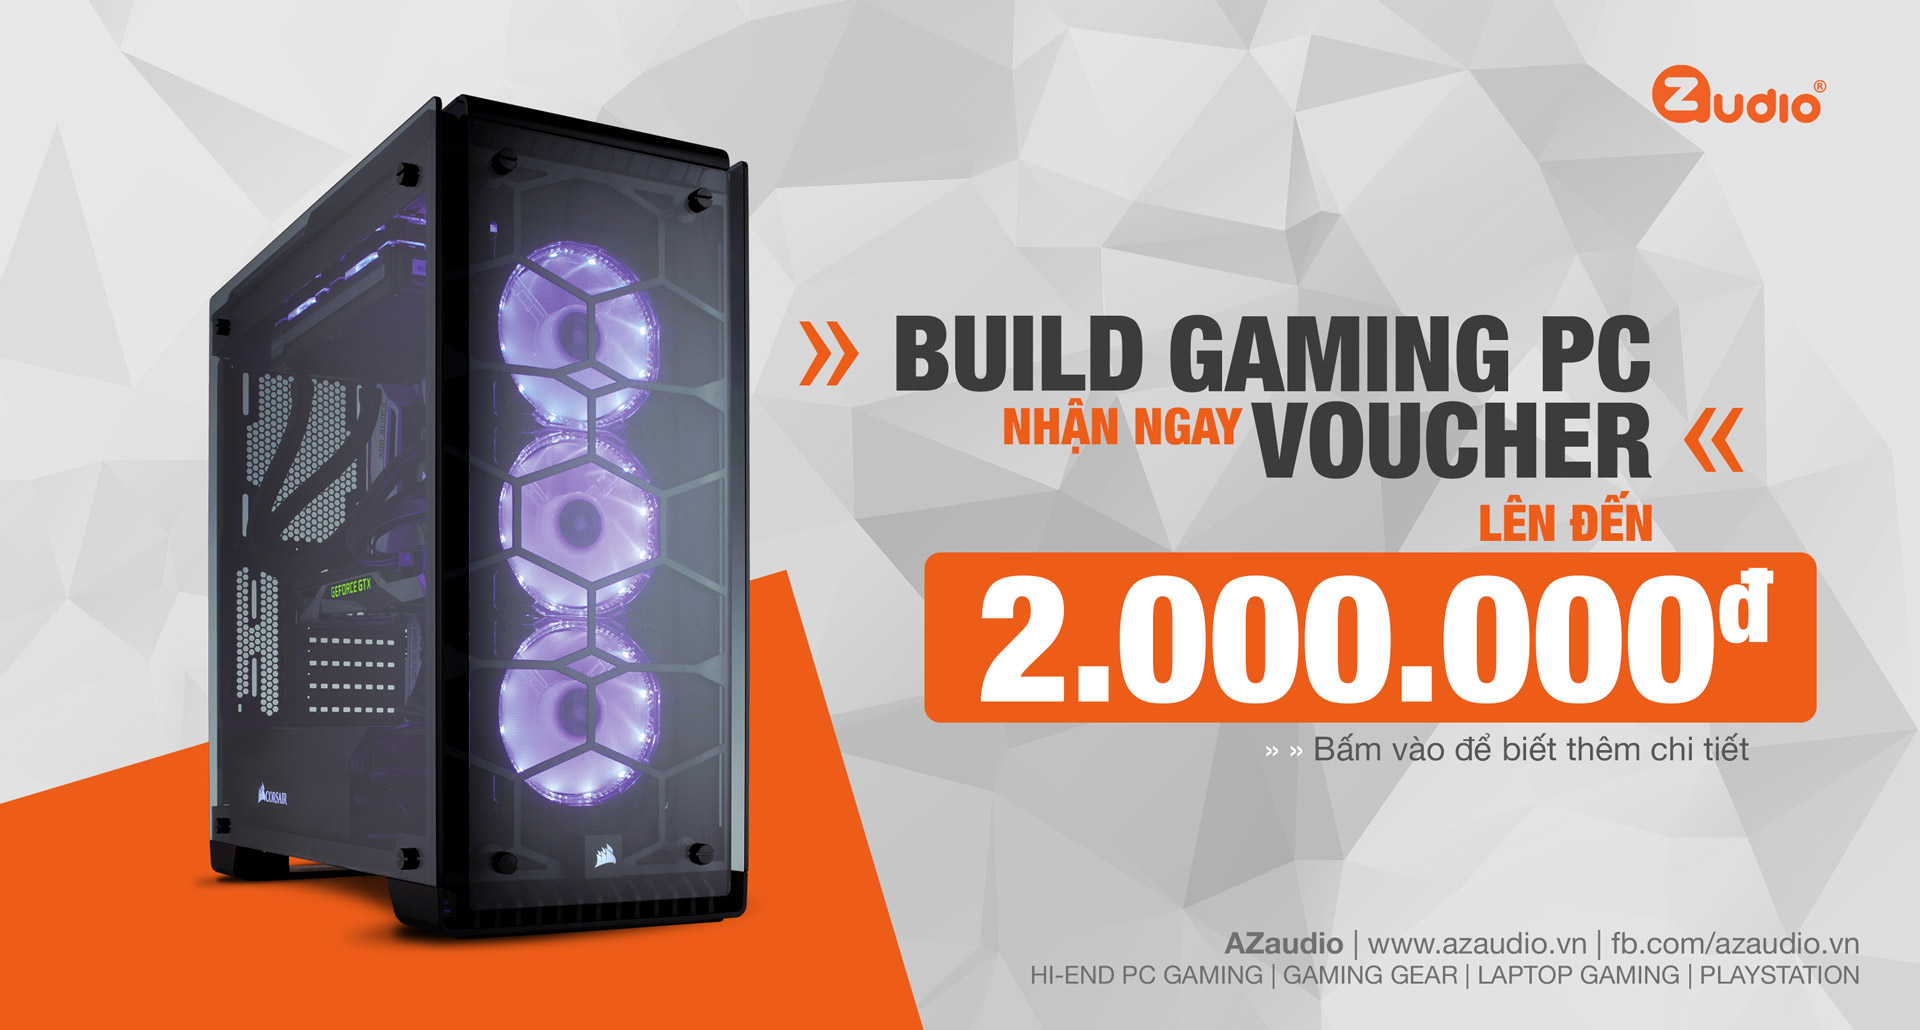 zaudio®
BUILD GAMING PC
NHẬN NGAY VOUCHER
LÊN ĐẾN
2.000.000đ
» » Bấm vào để biết thêm chi tiết
GEFORCE GTX
CORSAIR
AZaudio | www.azaudio.vn | fb.com/azaudio.vn
HI-END PC GAMING | GAMING GEAR | LAPTOP GAMING | PLAYSTATION